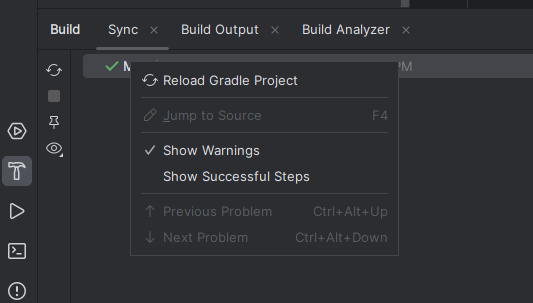 Build Sync Build Output Build Analyzer
M PM
Reload Gradle Project
Jump to Source F4
Show Warnings
Show Successful Steps
Previous Problem Ctrl+Alt+Up
Next Problem Ctrl+Alt+Down